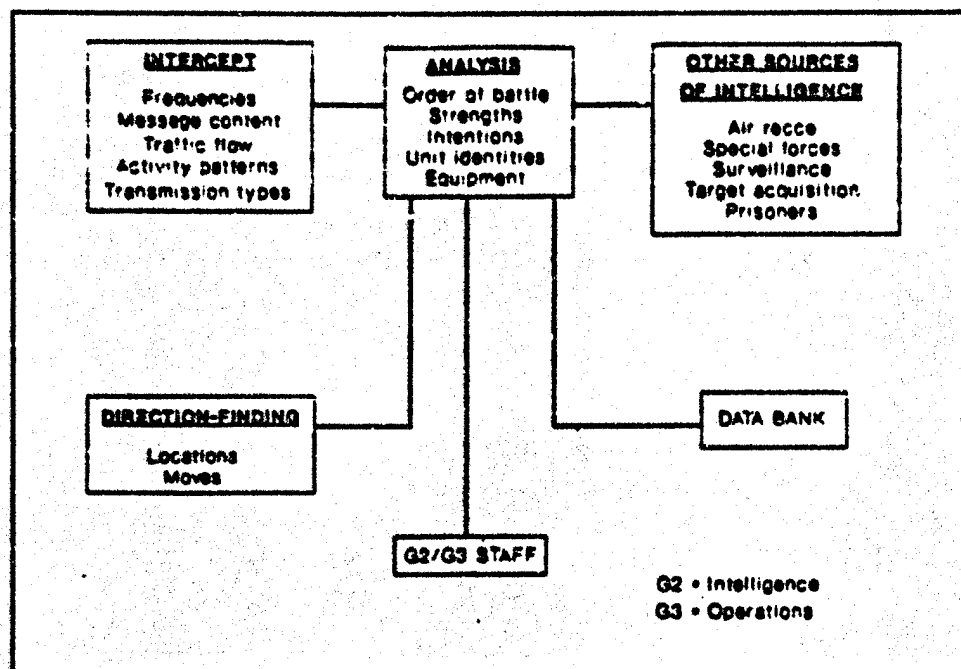 INTERCEPT
Frequencies
Message content
Traffic flow
Activity patterns
Transmission types
ANALYSIS
Order of battle
Strengths
Intentions
Unit identities
Equipment
OTHER SOURCES
OF INTELLIGENCE
Air recce
Special forces
Surveillance
Target acquisition
Prisoners
DIRECTION-FINDING
Locations
Moves
DATA BANK
G2/G3 STAFF
G2 = Intelligence
G3 = Operations